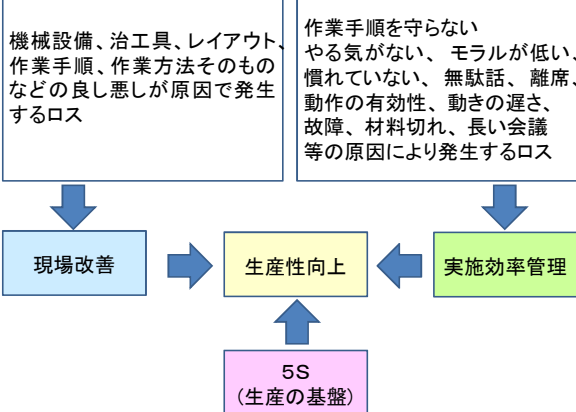 機械設備、治工具、レイアウト、
作業手順、作業方法そのもの
などの良し悪しが原因で発生
するロス
作業手順を守らない
やる気がない、 モラルが低い、
慣れていない、 無駄話、 離席、
動作の有効性、 動きの遅さ、
故障、 材料切れ、 長い会議
等の原因により発生するロス
現場改善
生産性向上
実施効率管理
5S
(生産の基盤)